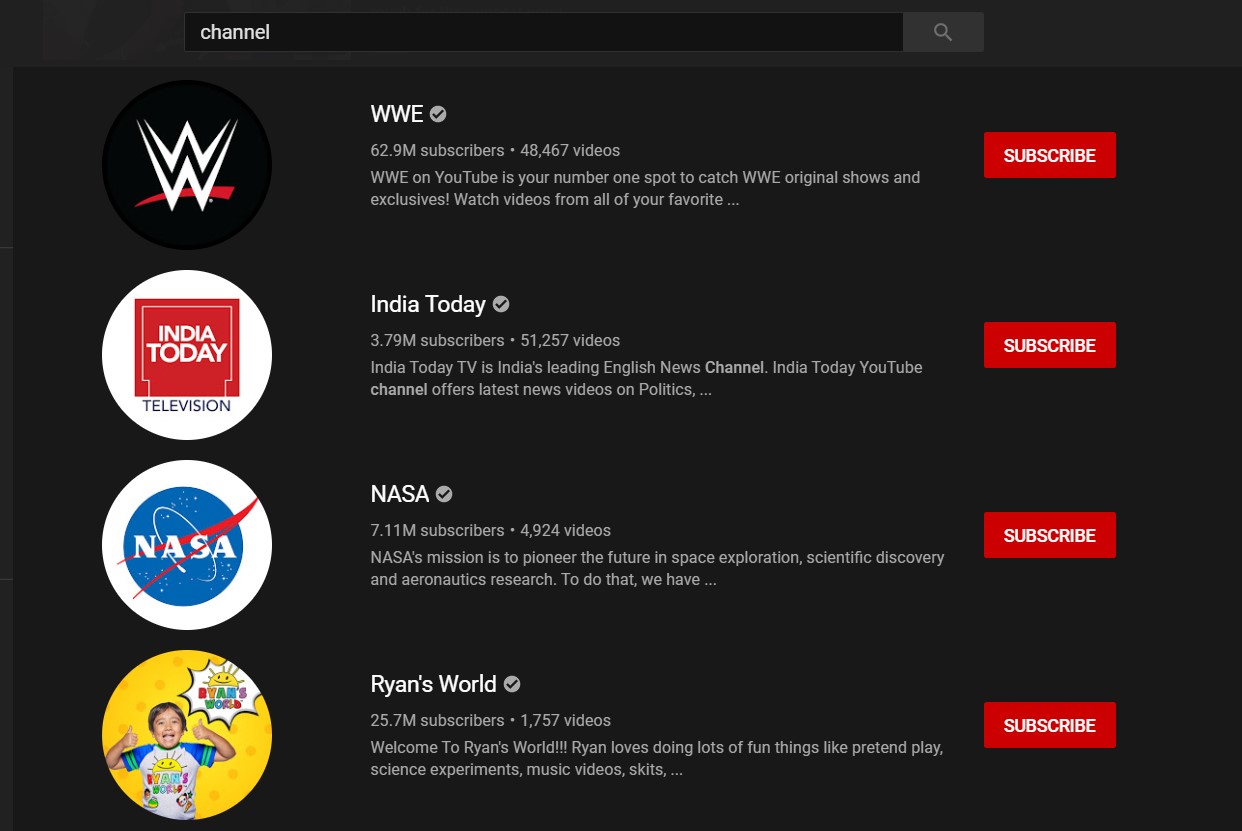 channel
WWE
62.9M subscribers • 48,467 videos
WWE on YouTube is your number one spot to catch WWE original shows and
exclusives! Watch videos from all of your favorite ...
SUBSCRIBE
INDIA
TODAY
TELEVISION
India Today
3.79M subscribers • 51,257 videos
India Today TV is India's leading English News Channel. India Today YouTube
channel offers latest news videos on Politics, ...
SUBSCRIBE
NASA
NASA
7.11M subscribers • 4,924 videos
NASA's mission is to pioneer the future in space exploration, scientific discovery
and aeronautics research. To do that, we have ...
SUBSCRIBE
RYAN'S
WORLD
RYAN'S
WORLD
Ryan's World
25.7M subscribers • 1,757 videos
Welcome To Ryan's World!!! Ryan loves doing lots of fun things like pretend play,
science experiments, music videos, skits, ...
SUBSCRIBE